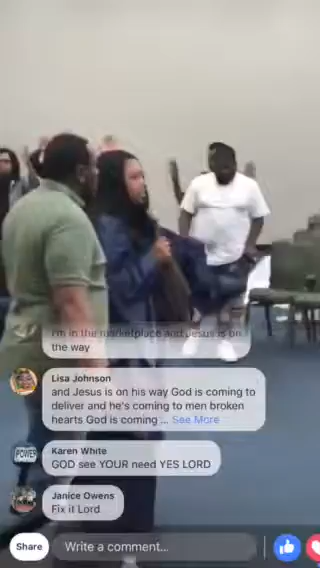 I'm in the marketplace and Jesus is on
the way
Lisa Johnson
and Jesus is on his way God is coming to
deliver and he's coming to men broken
hearts God is coming ... See More
POWER
Karen White
GOD see YOUR need YES LORD
Janice Owens
Fix it Lord
Share
Write a comment...